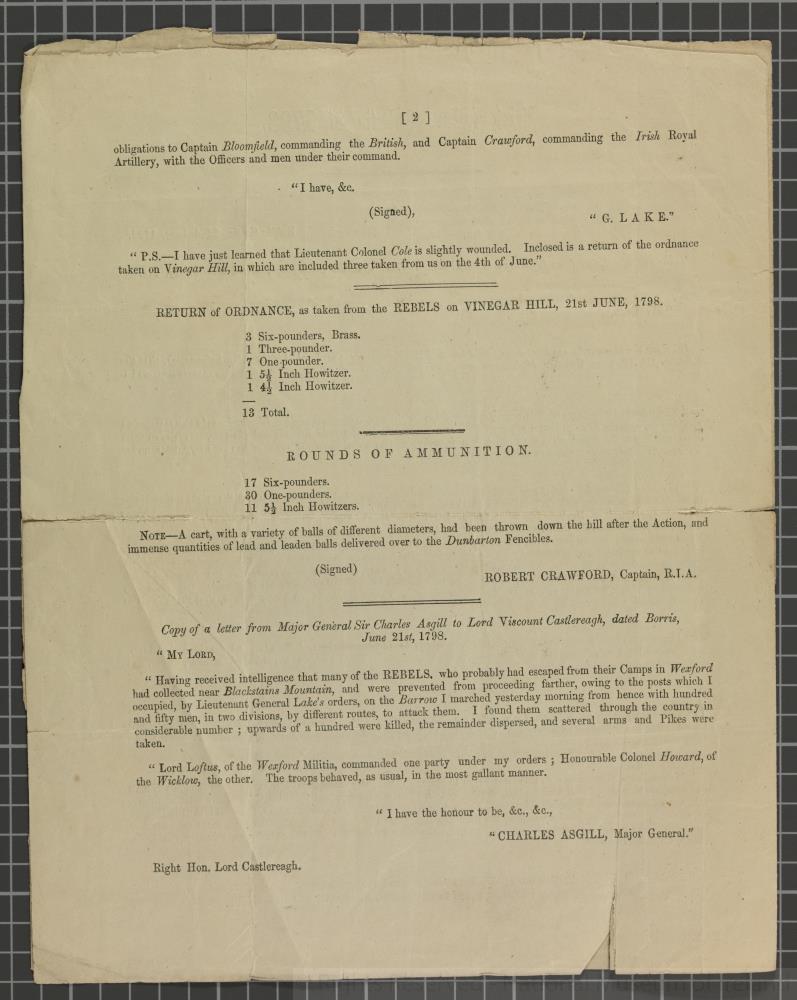 [ 2 ]
obligations to Captain Bloomfield, commanding the British, and Captain Crawford, commanding the Irish Royal
Artillery, with the Officers and men under their command.
"I have, &c.
(Signed),
"G. LAKE."
"P.S.—I have just learned that Lieutenant Colonel Cole is slightly wounded. Inclosed is a return of the ordnance
taken on Vinegar Hill, in which are included three taken from us on the 4th of June."
RETURN of ORDNANCE, as taken from the REBELS on VINEGAR HILL, 21st JUNE, 1798.
3 Six-pounders, Brass.
1 Three-pounder.
7 One pounder.
1 5½ Inch Howitzer.
1 4½ Inch Howitzer.
13 Total.
ROUNDS OF AMMUNITION.
17 Six-pounders.
30 One-pounders.
11 5½ Inch Howitzers.
NOTE—A cart, with a variety of balls of different diameters, had been thrown down the hill after the Action, and
immense quantities of lead and leaden balls delivered over to the Dunbarton Fencibles.
(Signed)
ROBERT CRAWFORD, Captain, R.I.A.
Copy of a letter from Major General Sir Charles Asgill to Lord Viscount Castlereagh, dated Borris,
June 21st, 1798.
"MY LORD,
"Having received intelligence that many of the REBELS, who probably had escaped from their Camps in Wexford
had collected near Blackstains Mountain, and were prevented from proceeding farther, owing to the posts which I
occupied, by Lieutenant General Lake's orders, on the Barrow I marched yesterday morning from hence with hundred
and fifty men, in two divisions, by different routes, to attack them. I found them scattered through the country in
considerable number; upwards of a hundred were killed, the remainder dispersed, and several arms and Pikes were
taken.
"Lord Loftus, of the Wexford Militia, commanded one party under my orders; Honourable Colonel Howard, of
the Wicklow, the other. The troops behaved, as usual, in the most gallant manner.
"I have the honour to be, &c., &c.,
"CHARLES ASGILL, Major General."
Right Hon. Lord Castlereagh.